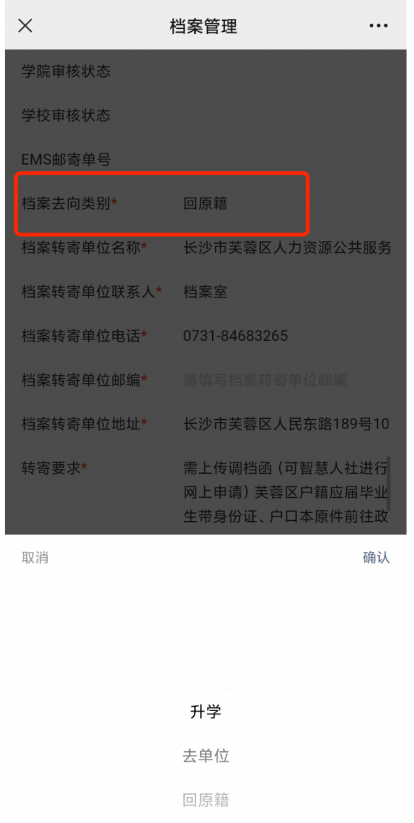 档案管理
学院审核状态
学校审核状态
EMS邮寄单号
档案去向类别* 回原籍
档案转寄单位名称* 长沙市芙蓉区人力资源公共服务
档案转寄单位联系人* 档案室
档案转寄单位电话* 0731-84683265
档案转寄单位邮编* 请填写档案转寄单位邮编
档案转寄单位地址* 长沙市芙蓉区人民东路189号10
转寄要求* 需上传调档函(可智慧人社进行
网上申请)芙蓉区户籍应届毕业
生带身份证、户口本原件前往政
取消 确认
升学
去单位
回原籍